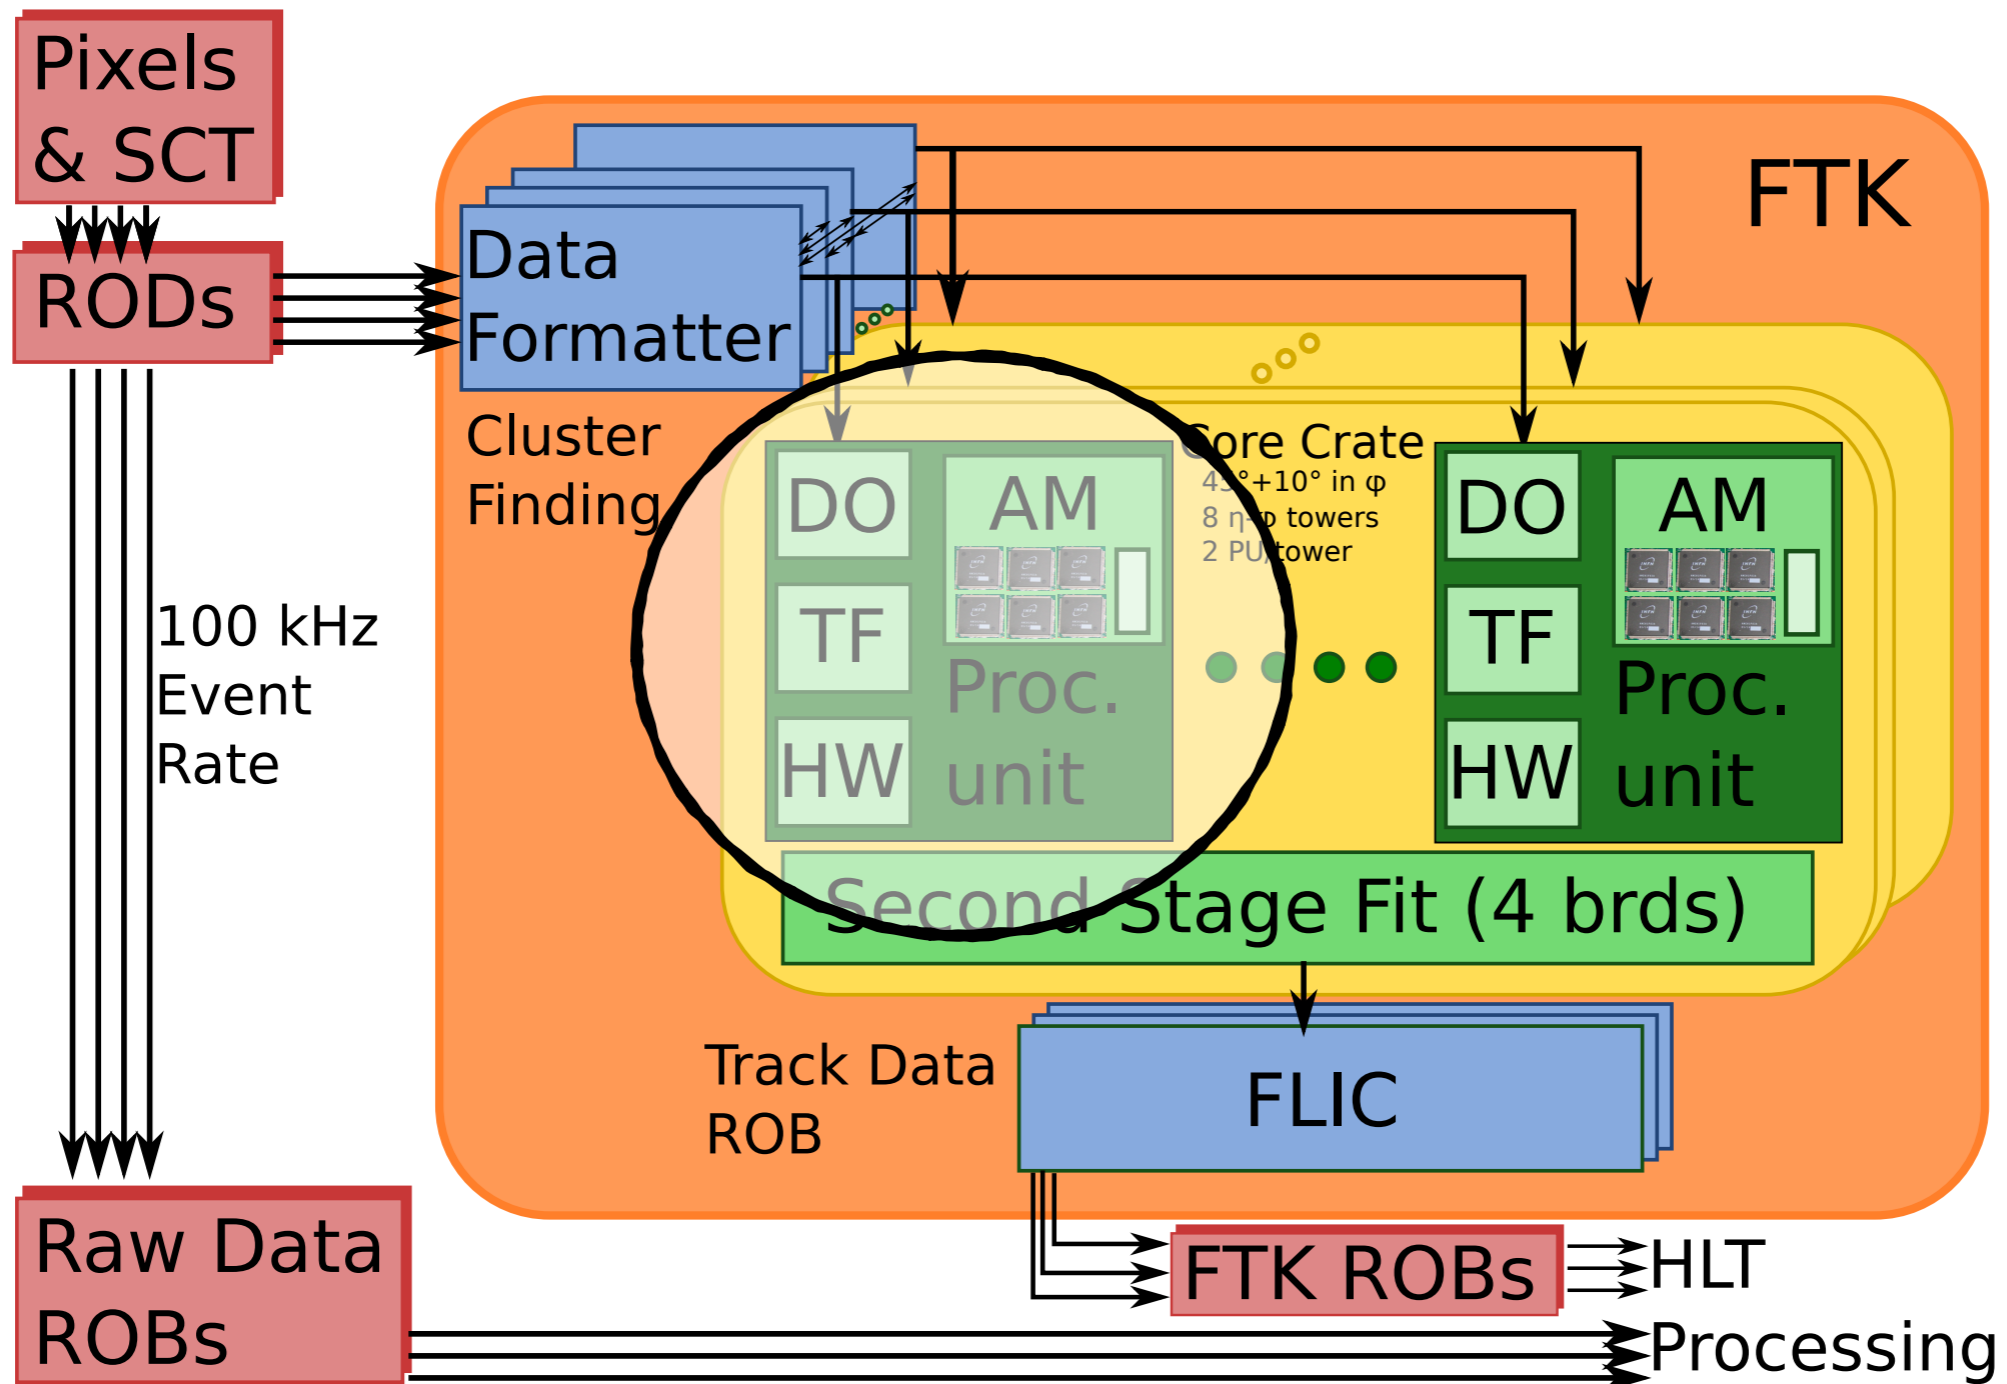 Pixels
& SCT
RODs
100 kHz
Event
Rate
Raw Data
ROBs
FTK
Data
Formatter
Cluster
Finding
Core Crate
45°+10° in φ
8 η-φ towers
2 PU/tower
DO
AM
TF
HW
Proc.
unit
DO
AM
TF
HW
Proc.
unit
Second Stage Fit (4 brds)
Track Data
ROB
FLIC
FTK ROBs
HLT
Processing